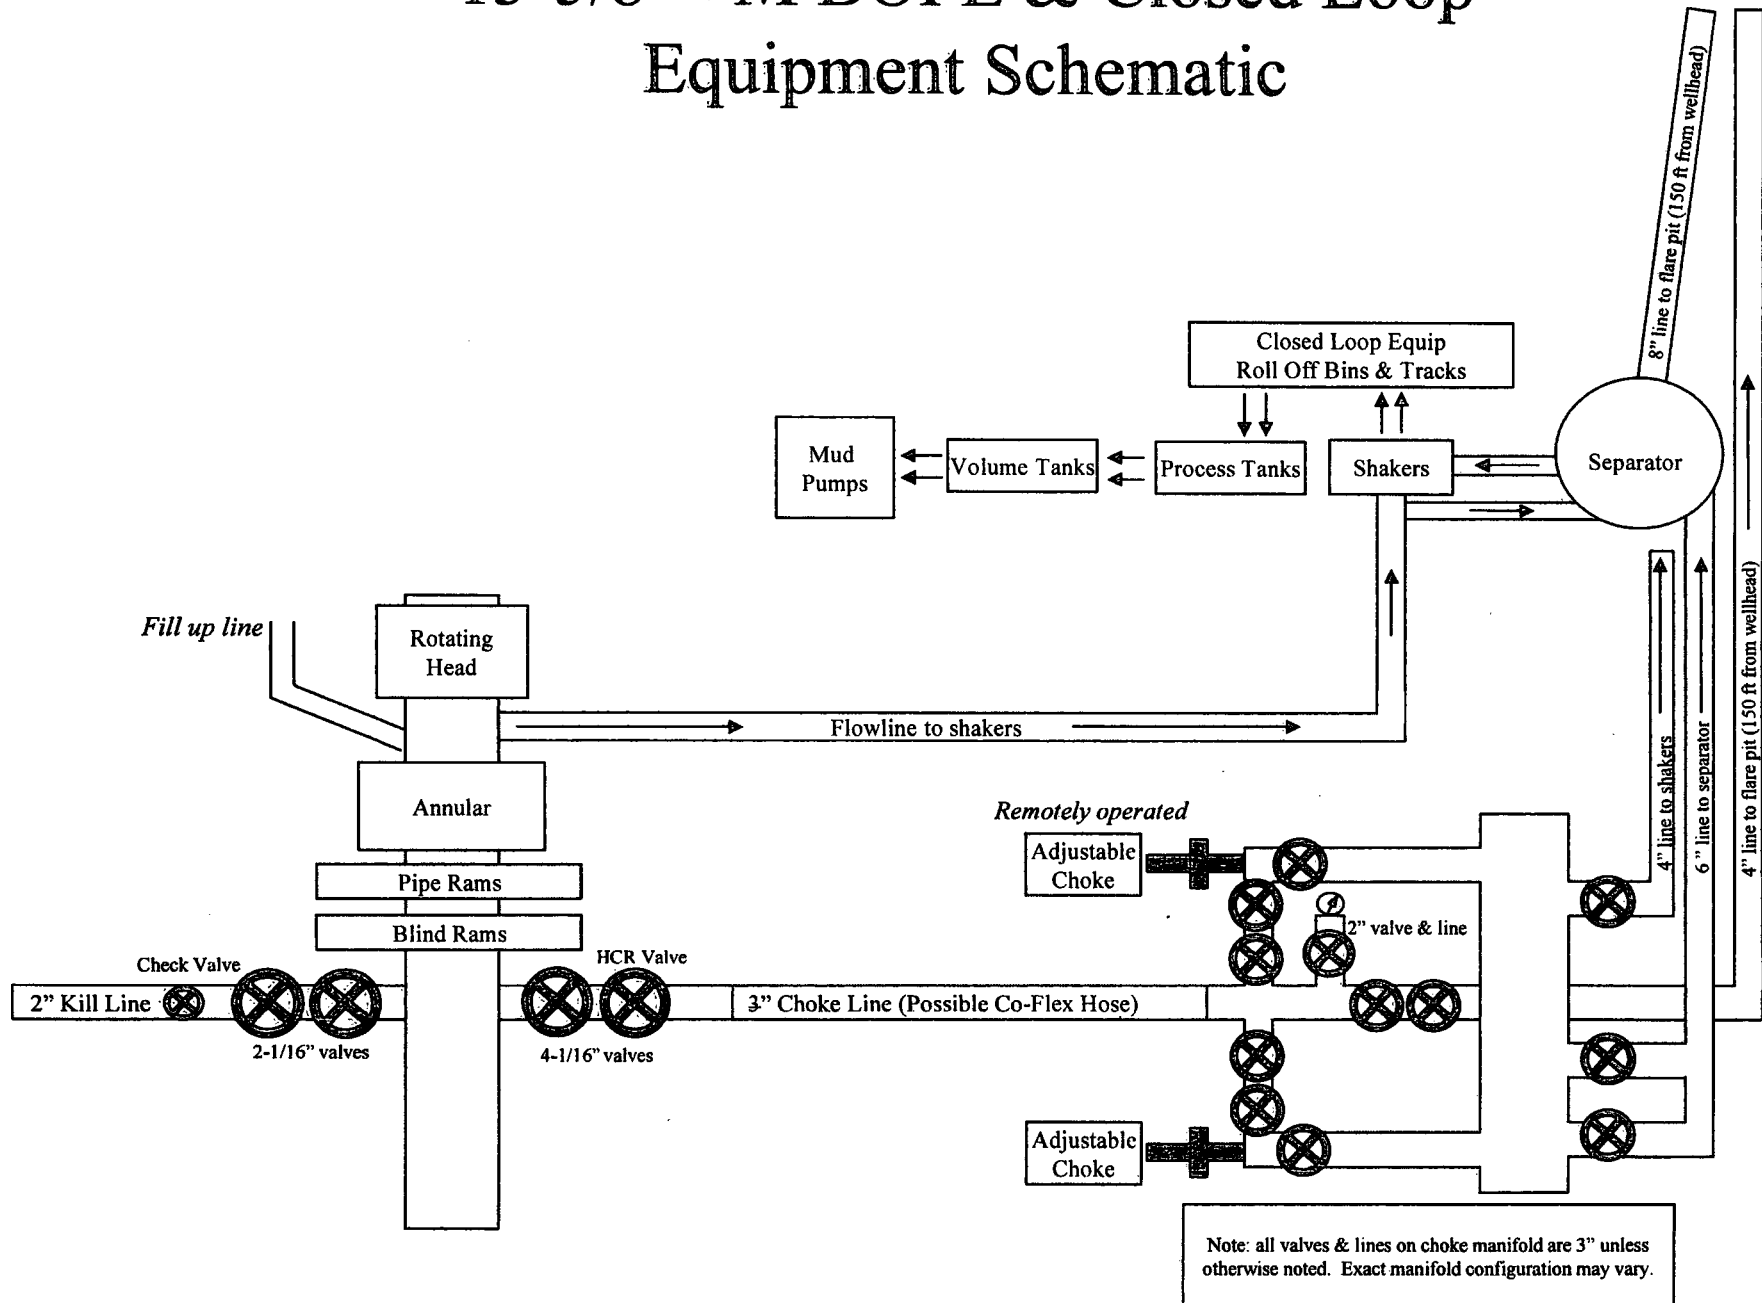 Equipment Schematic
8” line to flare pit (150 ft from wellhead)
Closed Loop Equip
Roll Off Bins & Tracks
Mud
Pumps
Volume Tanks
Process Tanks
Shakers
Separator
Fill up line
Rotating
Head
Flowline to shakers
4” line to shakers
6” line to separator
4” line to flare pit (150 ft from wellhead)
Annular
Remotely operated
Adjustable
Choke
Pipe Rams
Blind Rams
2” valve & line
Check Valve
HCR Valve
2” Kill Line
3” Choke Line (Possible Co-Flex Hose)
2-1/16” valves
4-1/16” valves
Adjustable
Choke
Note: all valves & lines on choke manifold are 3” unless
otherwise noted. Exact manifold configuration may vary.